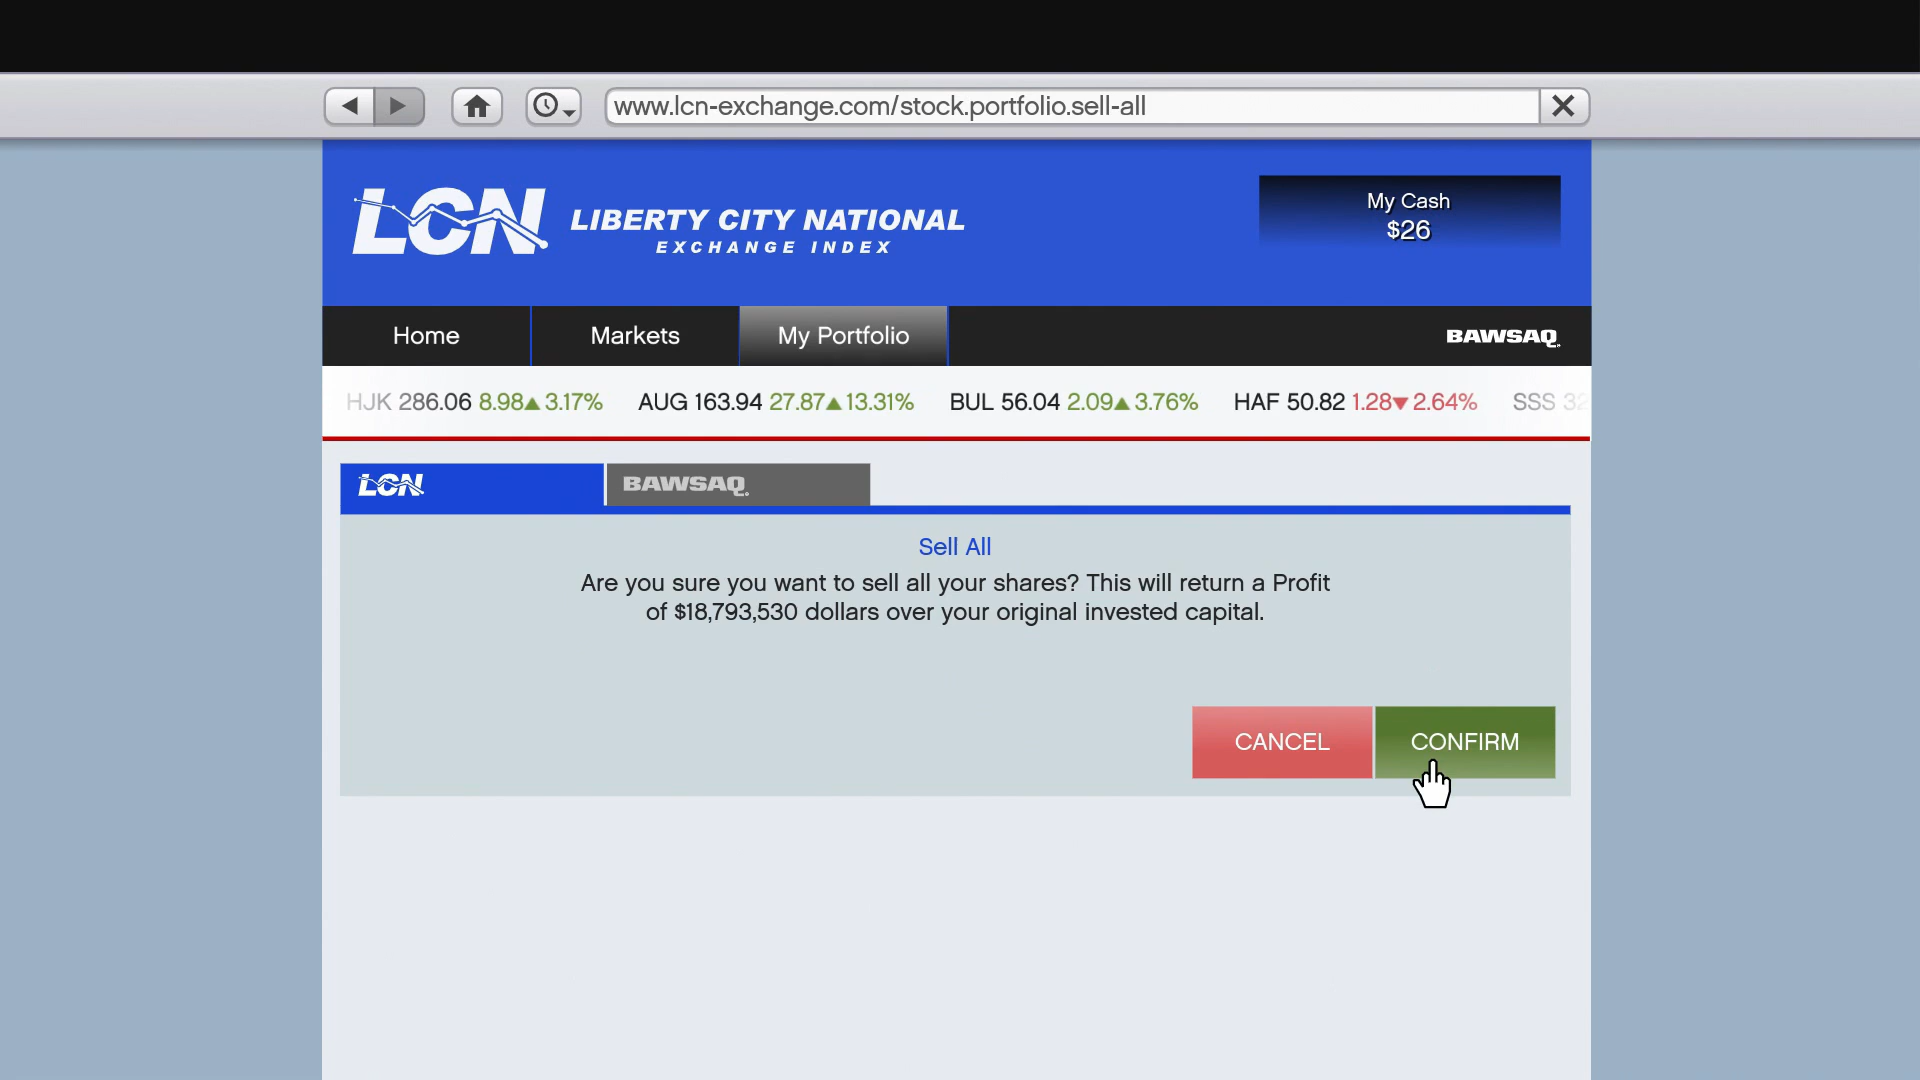 www.lcn-exchange.com/stock.portfolio.sell-all
LCN LIBERTY CITY NATIONAL
EXCHANGE INDEX
My Cash
$26
Home Markets My Portfolio BAWSAQ
HJK 286.06 8.98▲3.17% AUG 163.94 27.87▲13.31% BUL 56.04 2.09▲3.76% HAF 50.82 1.28▼2.64% SSS
LCN BAWSAQ
Sell All
Are you sure you want to sell all your shares? This will return a Profit
of $18,793,530 dollars over your original invested capital.
CANCEL CONFIRM